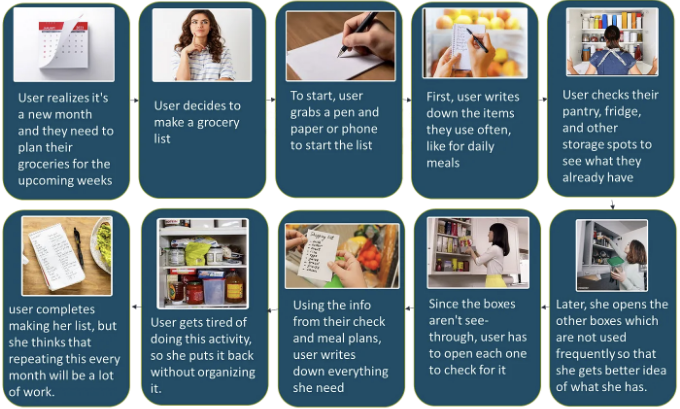 User realizes it's
a new month
and they need to
plan their
groceries for the
upcoming weeks
User decides to
make a grocery
list
To start, user
grabs a pen and
paper or phone
to start the list
First, user writes
down the items
they use often,
like for daily
meals
User checks their
pantry, fridge,
and other
storage spots to
see what they
already have
Later, she opens the
other boxes which
are not used
frequently so that
she gets better idea
of what she has.
Since the boxes
aren't see-
through, user has
to open each one
to check for it
Shopping list
Using the info
from their check
and meal plans,
user writes
down everything
she need
User gets tired of
doing this activity,
so she puts it back
without organizing
it.
user completes
making her list, but
she thinks that
repeating this every
month will be a lot
of work.